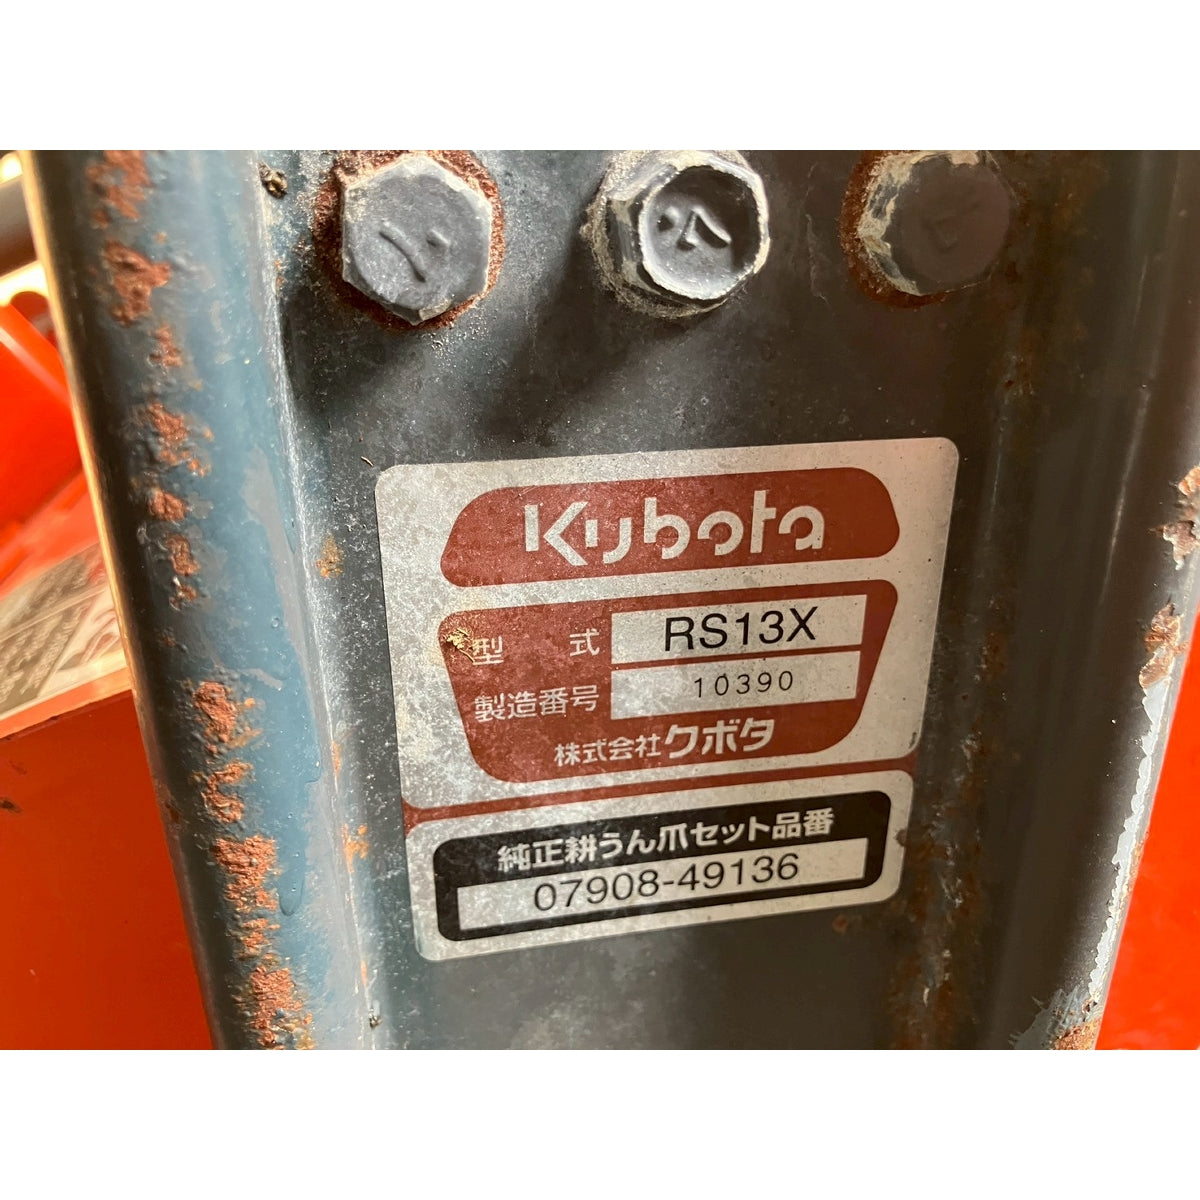 Kubota
型 式 RS13X
製造番号 10390
株式会社クボタ
純正耕うん爪セット品番
07908-49136